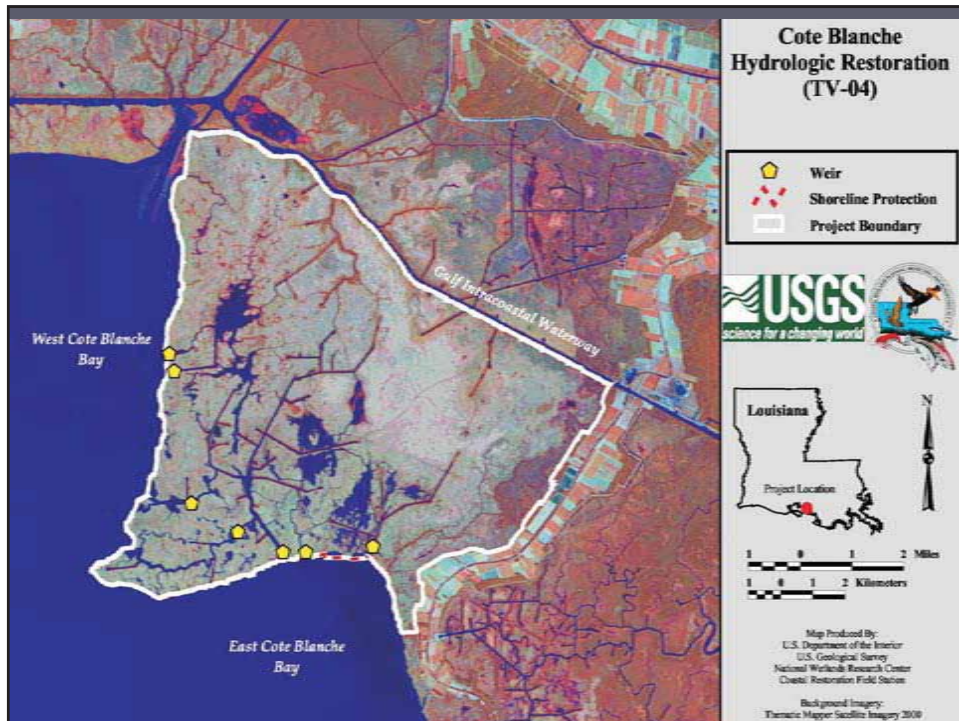 Cote Blanche
Hydrologic Restoration
(TV-04)
Weir
Shoreline Protection
Project Boundary
Gulf Intracoastal Waterway
USGS
science for a changing world
West Cote Blanche
Bay
Louisiana
N
Project Location
1 0 1 2 Miles
1 0 1 2 Kilometers
East Cote Blanche
Bay
Map Produced By:
U.S. Department of the Interior
U.S. Geological Survey
National Wetlands Research Center
Coastal Restoration Field Station
Background Imagery:
Thematic Mapper Satellite Imagery 2000